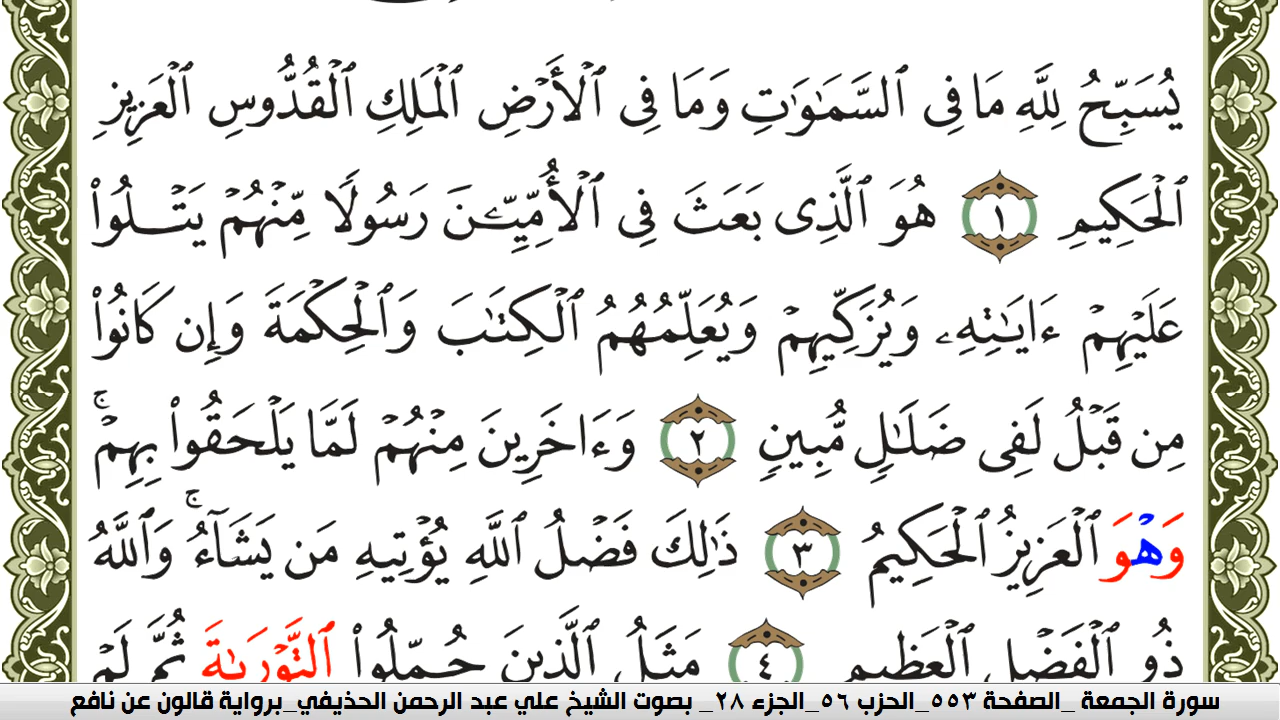 يُسَبِّحُ لِلَّهِ مَا فِى ٱلسَّمَٰوَٰتِ وَمَا فِى ٱلْأَرْضِ ٱلْمَلِكِ ٱلْقُدُّوسِ ٱلْعَزِيزِ
ٱلْحَكِيمِ ١ هُوَ ٱلَّذِى بَعَثَ فِى ٱلْأُمِّيِّـۧنَ رَسُولًا مِّنْهُمْ يَتْلُوا۟
عَلَيْهِمْ ءَايَٰتِهِۦ وَيُزَكِّيهِمْ وَيُعَلِّمُهُمُ ٱلْكِتَٰبَ وَٱلْحِكْمَةَ وَإِن كَانُوا۟
مِن قَبْلُ لَفِى ضَلَٰلٍ مُّبِينٍ ٢ وَءَاخَرِينَ مِنْهُمْ لَمَّا يَلْحَقُوا۟ بِهِمْ ۚ
وَهْوَ ٱلْعَزِيزُ ٱلْحَكِيمُ ٣ ذَٰلِكَ فَضْلُ ٱللَّهِ يُؤْتِيهِ مَن يَشَآءُ ۚ وَٱللَّهُ
ذُو ٱلْفَضْلِ ٱلْعَظِيمِ ٤ مَثَلُ ٱلَّذِينَ حُمِّلُوا۟ ٱلتَّوْرَىٰةَ ثُمَّ لَمْ
سورة الجمعة _الصفحة ٥٥٣_الحزب ٥٦_الجزء ٢٨_ بصوت الشيخ علي عبد الرحمن الحذيفي_برواية قالون عن نافع